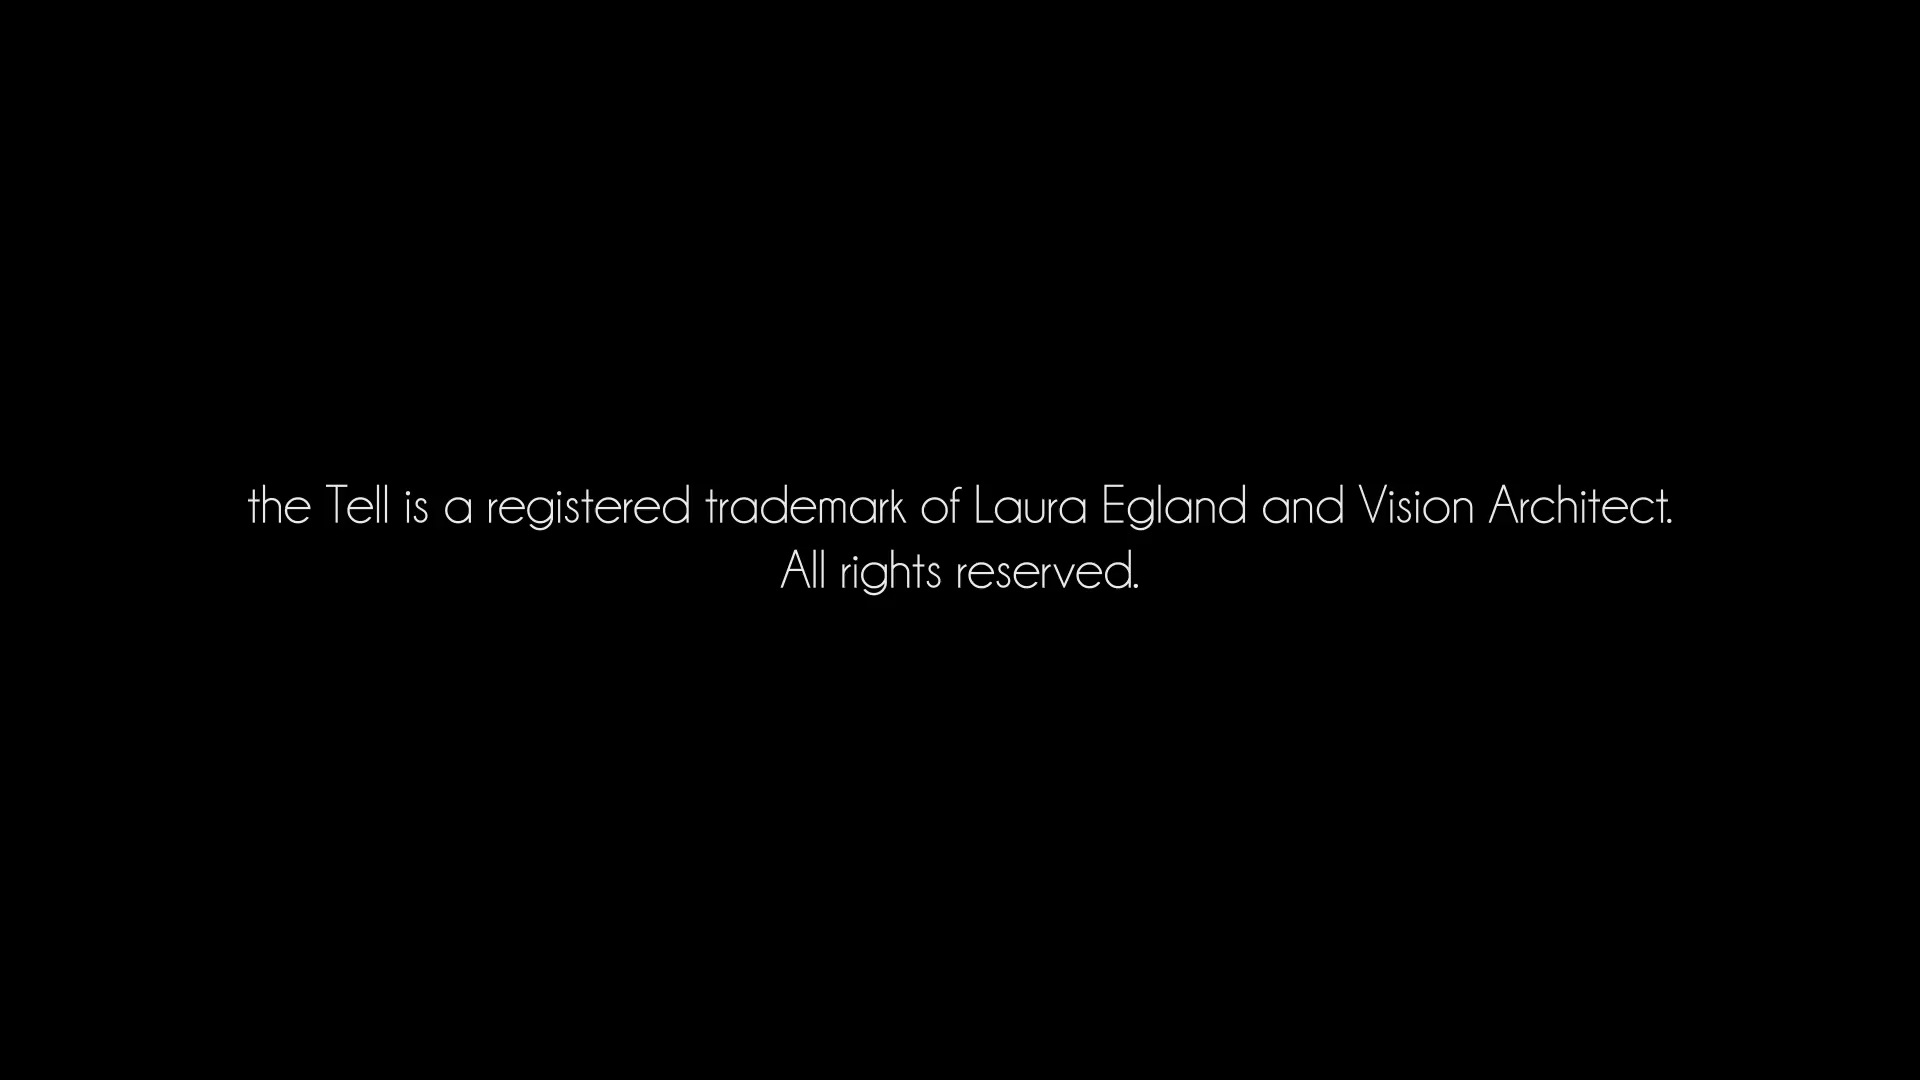 the Tell is a registered trademark of Laura Egland and Vision Architect.
All rights reserved.